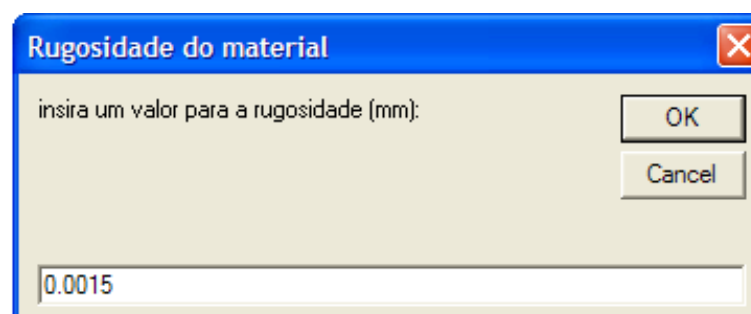 Rugosidade do material
insira um valor para a rugosidade (mm):
OK
Cancel
0.0015